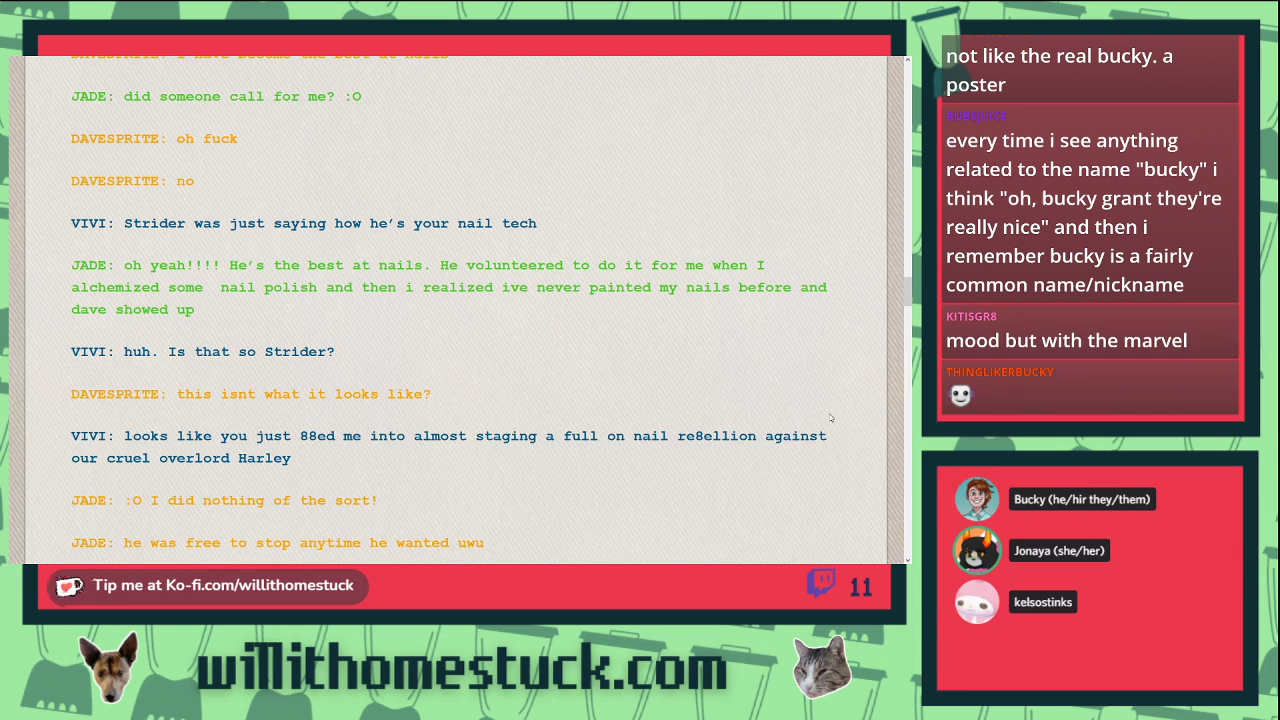 DAVESPRITE: i have become the best at nails
JADE: did someone call for me? :O
DAVESPRITE: oh fuck
DAVESPRITE: no
VIVI: Strider was just saying how he’s your nail tech
JADE: oh yeah!!!! He’s the best at nails. He volunteered to do it for me when I
alchemized some  nail polish and then i realized ive never painted my nails before and
dave showed up
VIVI: huh. Is that so Strider?
DAVESPRITE: this isnt what it looks like?
VIVI: looks like you just 88ed me into almost staging a full on nail re8ellion against
our cruel overlord Harley
JADE: :O I did nothing of the sort!
JADE: he was free to stop anytime he wanted uwu
Tip me at Ko-fi.com/willithomestuck
11
willithomestuck.com
not like the real bucky. a
poster
RUB3JUICE
every time i see anything
related to the name "bucky" i
think "oh, bucky grant they're
really nice" and then i
remember bucky is a fairly
common name/nickname
KITISGR8
mood but with the marvel
THINGLIKERBUCKY
Bucky (he/hir they/them)
Jonaya (she/her)
kelsostinks